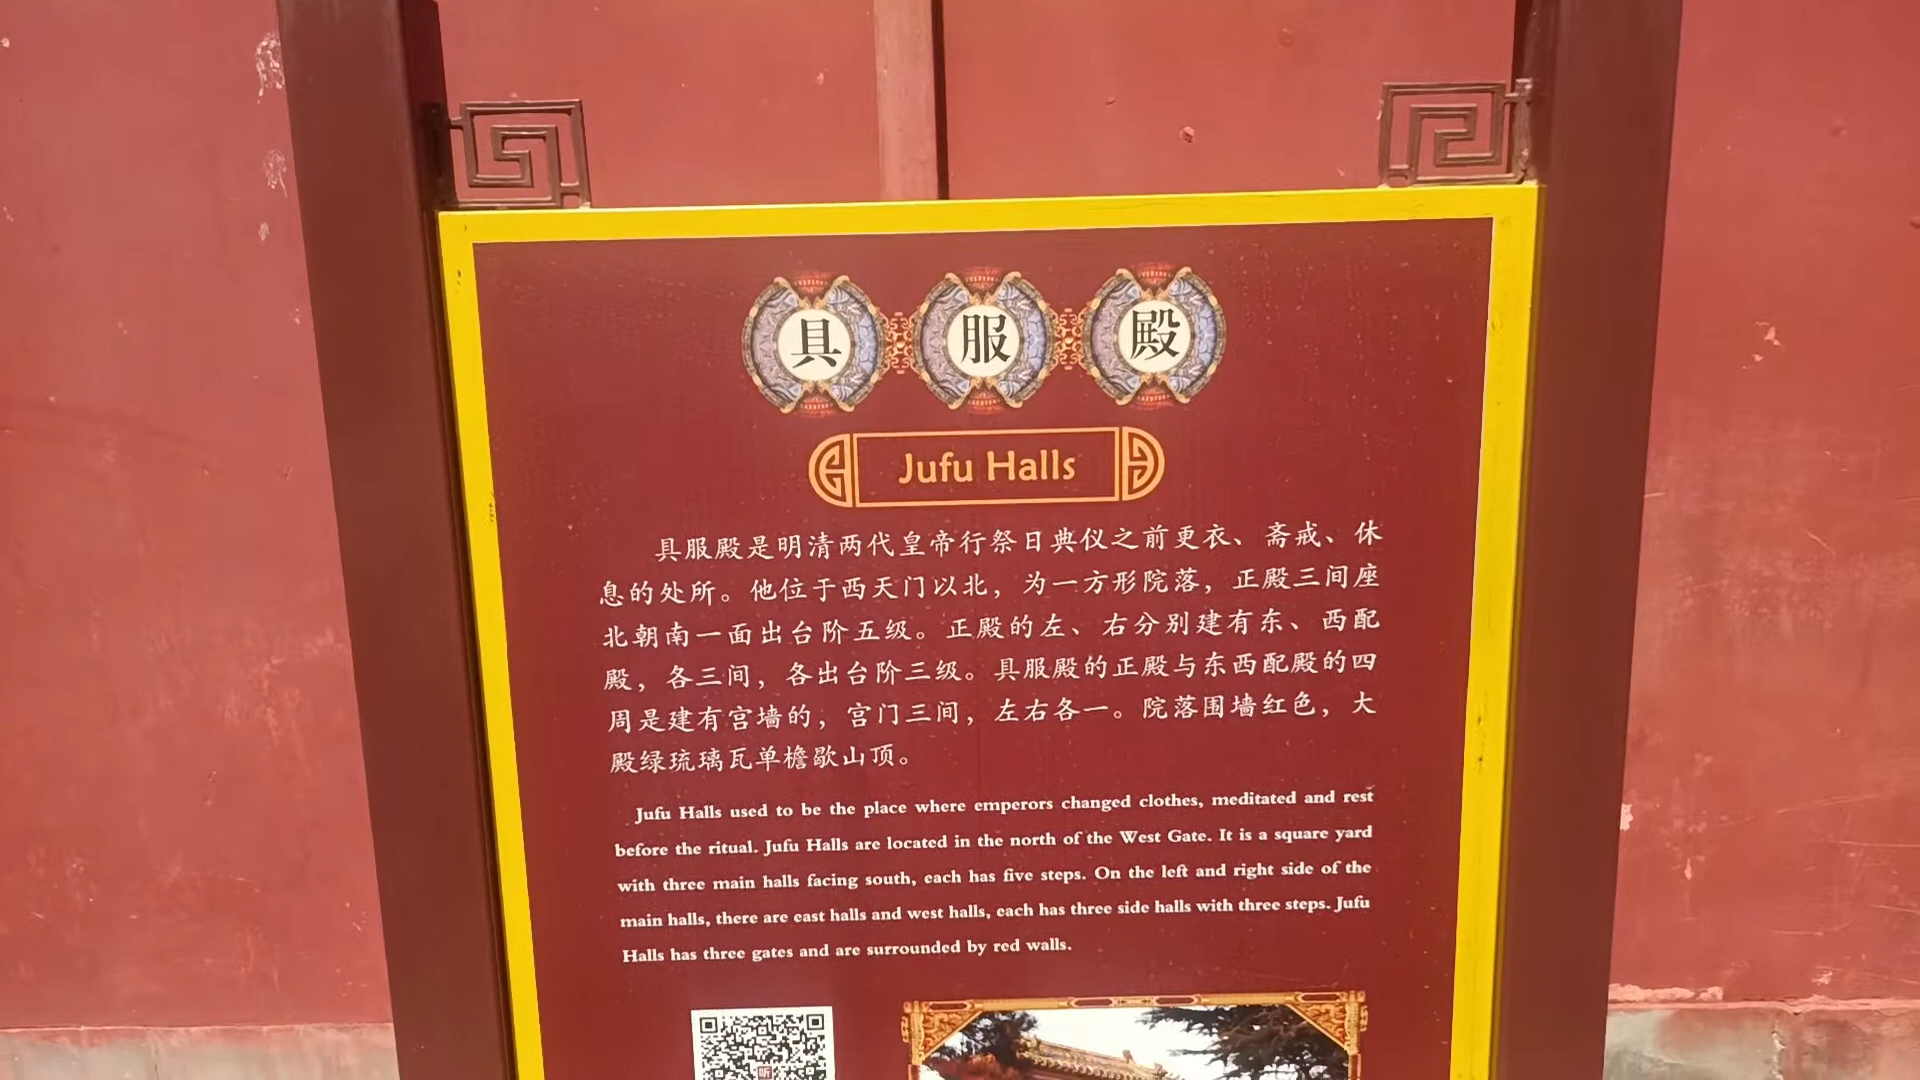 具服殿
Jufu Halls
具服殿是明清两代皇帝行祭日典仪之前更衣、斋戒、休
息的处所。他位于西天门以北，为一方形院落，正殿三间座
北朝南一面出台阶五级。正殿的左、右分别建有东、西配
殿，各三间，各出台阶三级。具服殿的正殿与东西配殿的四
周是建有宫墙的，宫门三间，左右各一。院落围墙红色，大
殿绿琉璃瓦单檐歇山顶。
Jufu Halls used to be the place where emperors changed clothes, meditated and rest
before the ritual. Jufu Halls are located in the north of the West Gate. It is a square yard
with three main halls facing south, each has five steps. On the left and right side of the
main halls, there are east halls and west halls, each has three side halls with three steps. Jufu
Halls has three gates and are surrounded by red walls.
听